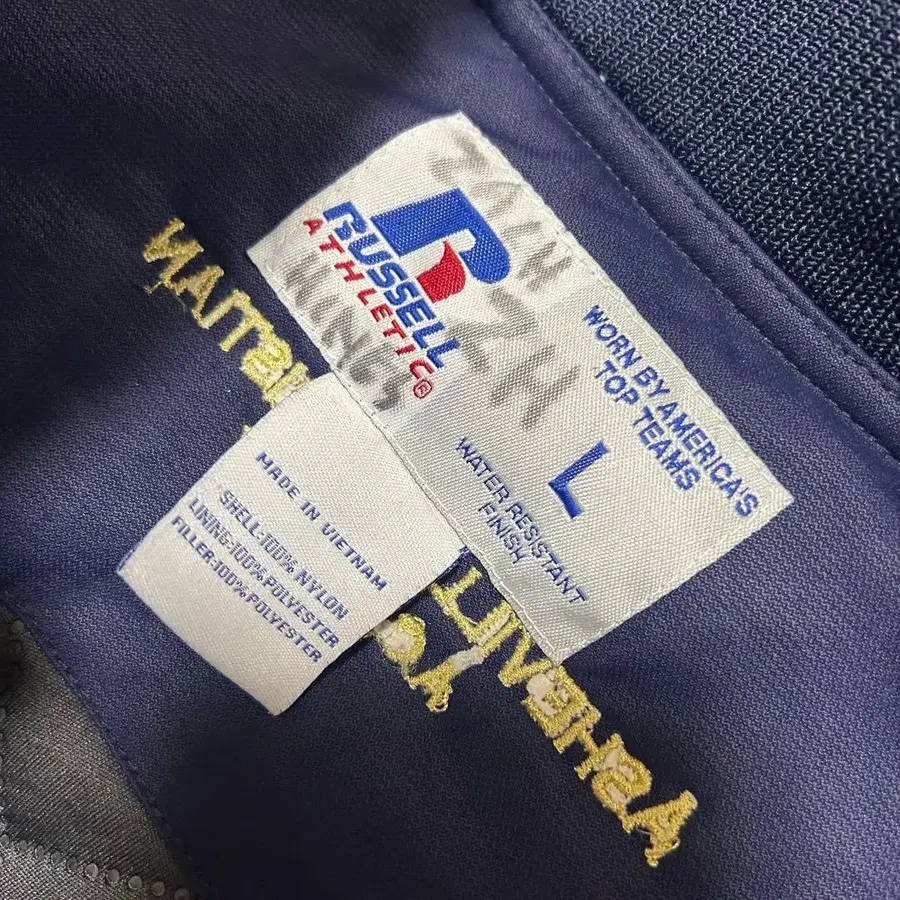 RUSSELL
ATHLETIC®
WORN BY AMERICA'S
TOP TEAMS
L
WATER RESISTANT
FINISH
MADE IN VIETNAM
SHELL:100% NYLON
LINING:100% POLYESTER
FILLER:100% POLYESTER